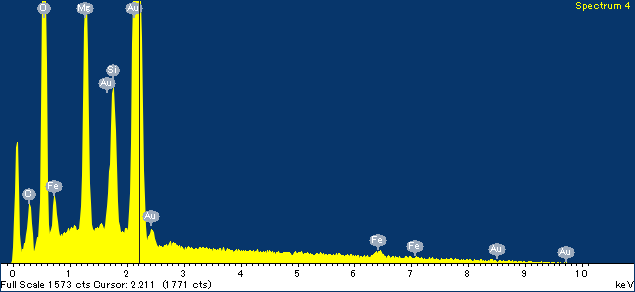 Spectrum 4
O Mg Au
Si
Au
C Fe
Au
Fe Fe Au Au
0 1 2 3 4 5 6 7 8 9 10
Full Scale 1573 cts Cursor: 2.211 (1771 cts) keV